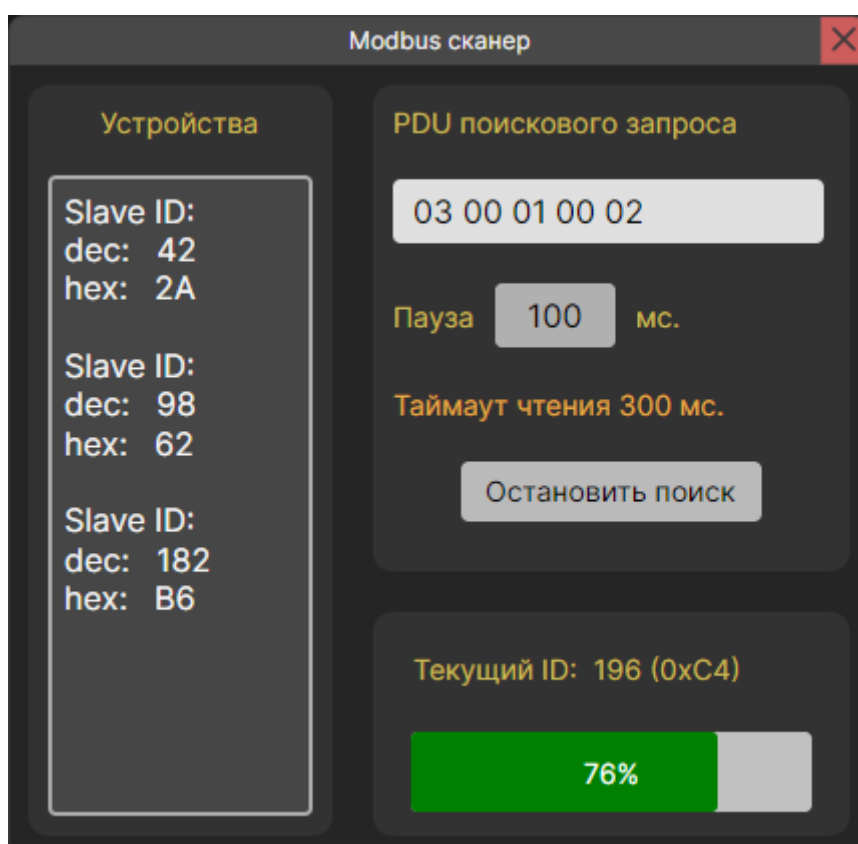 Modbus сканер
Устройства
Slave ID:
dec: 42
hex: 2A
Slave ID:
dec: 98
hex: 62
Slave ID:
dec: 182
hex: B6
PDU поискового запроса
03 00 01 00 02
Пауза 100 мс.
Таймаут чтения 300 мс.
Остановить поиск
Текущий ID: 196 (0xC4)
76%